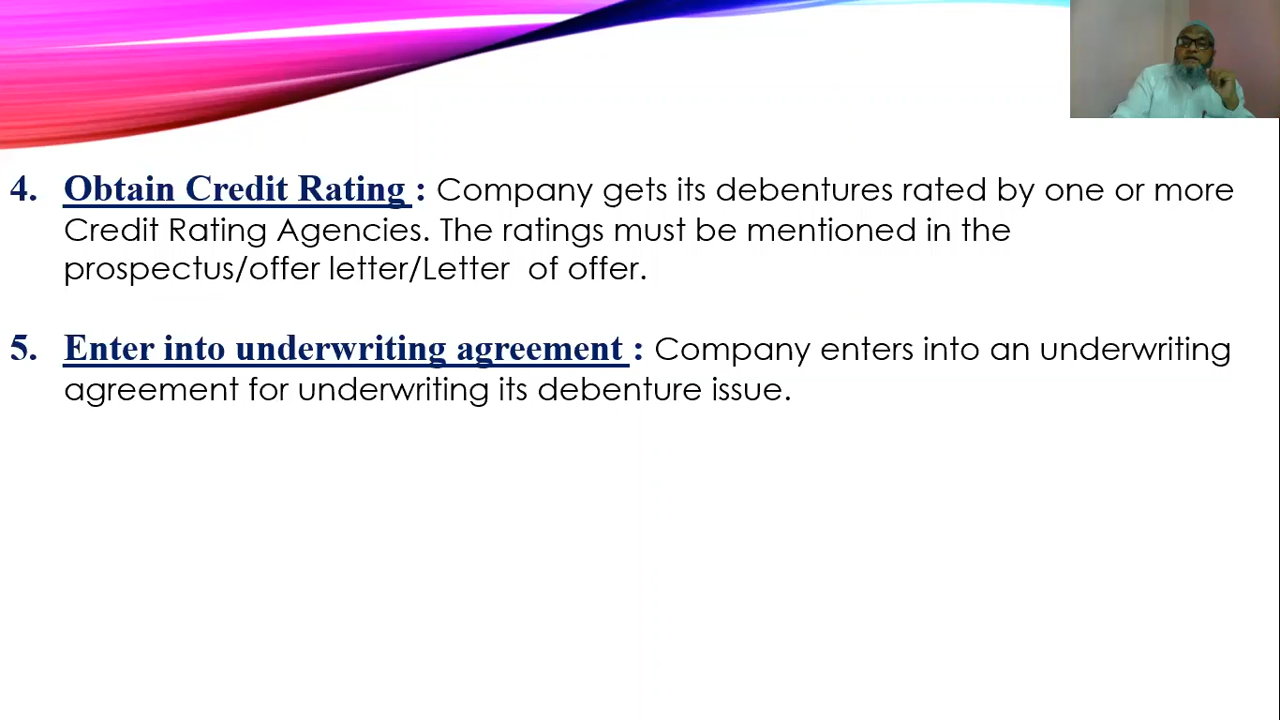 4. Obtain Credit Rating : Company gets its debentures rated by one or more
Credit Rating Agencies. The ratings must be mentioned in the
prospectus/offer letter/Letter of offer.
5. Enter into underwriting agreement : Company enters into an underwriting
agreement for underwriting its debenture issue.